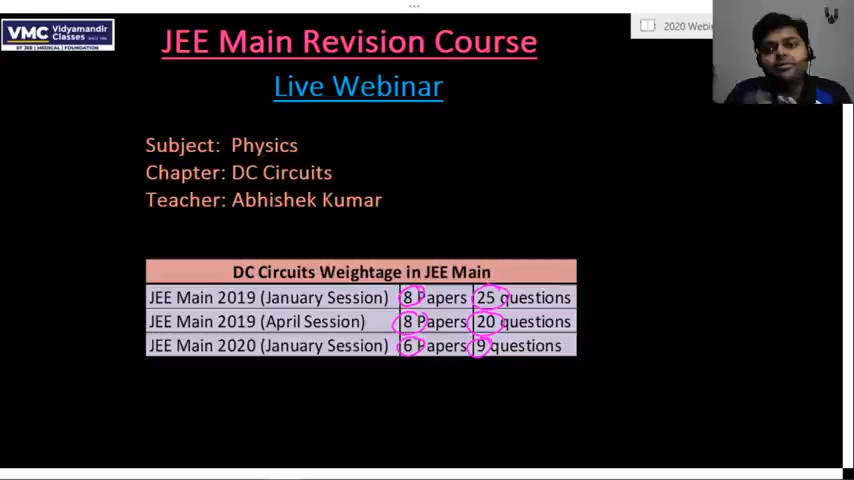 VMC
Vidyamandir
Classes
JEE Main Revision Course
2020 Webin
Live Webinar
Subject: Physics
Chapter: DC Circuits
Teacher: Abhishek Kumar
DC Circuits Weightage in JEE Main
JEE Main 2019 (January Session) 8 Papers 25 questions
JEE Main 2019 (April Session) 8 Papers 20 questions
JEE Main 2020 (January Session) 6 Papers 9 questions